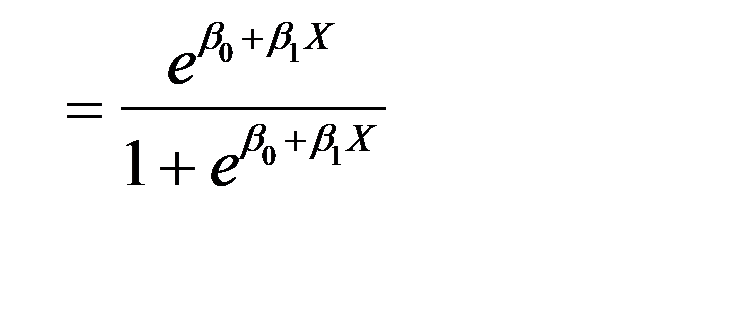 = e^{β₀ + β₁X} / (1 + e^{β₀ + β₁X})